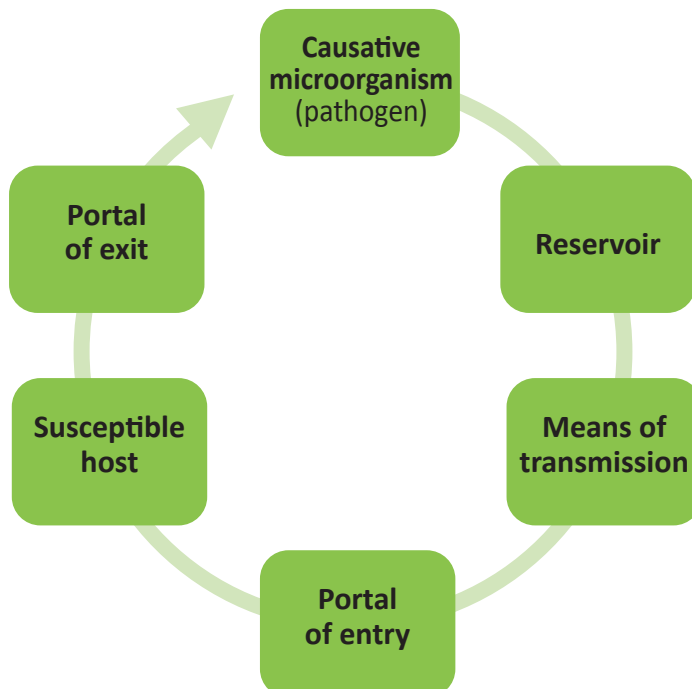 Causative
microorganism
(pathogen)
Reservoir
Means of
transmission
Portal
of entry
Susceptible
host
Portal
of exit